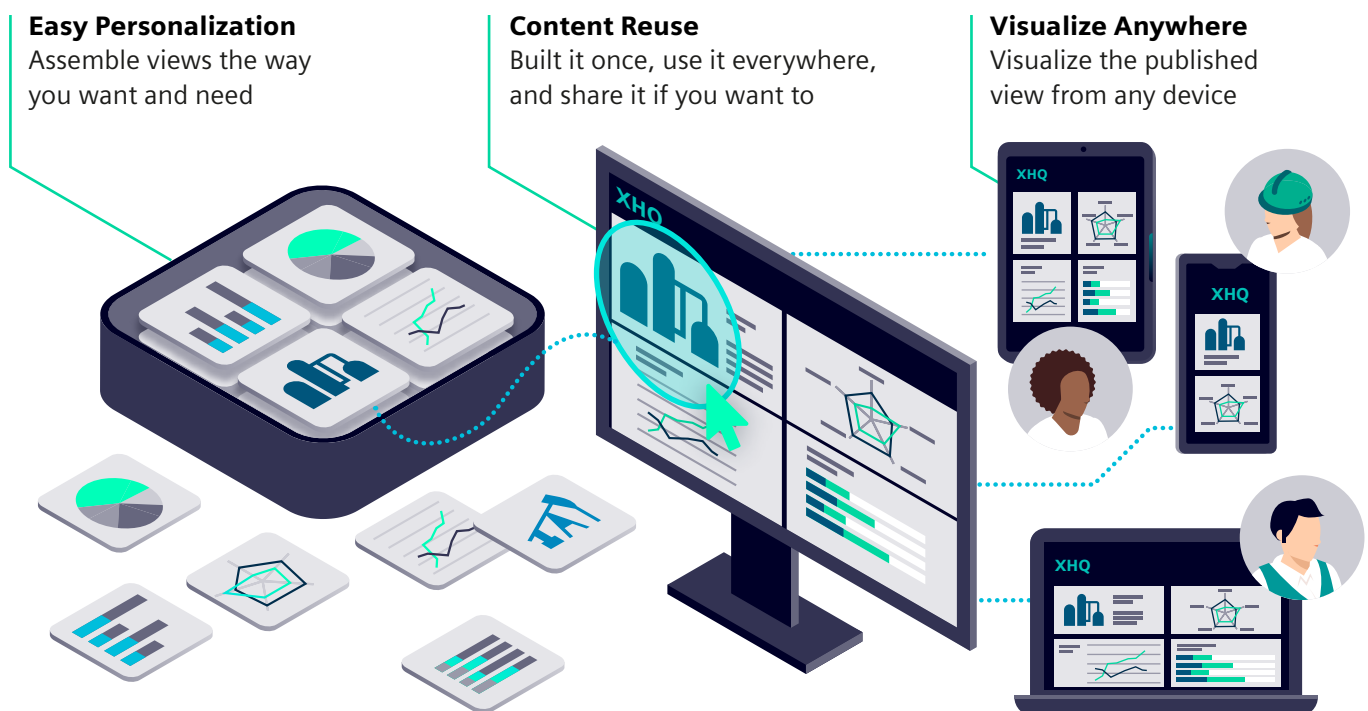 Easy Personalization
Assemble views the way
you want and need
Content Reuse
Built it once, use it everywhere,
and share it if you want to
Visualize Anywhere
Visualize the published
view from any device
XHQ
XHQ
XHQ
XHQ